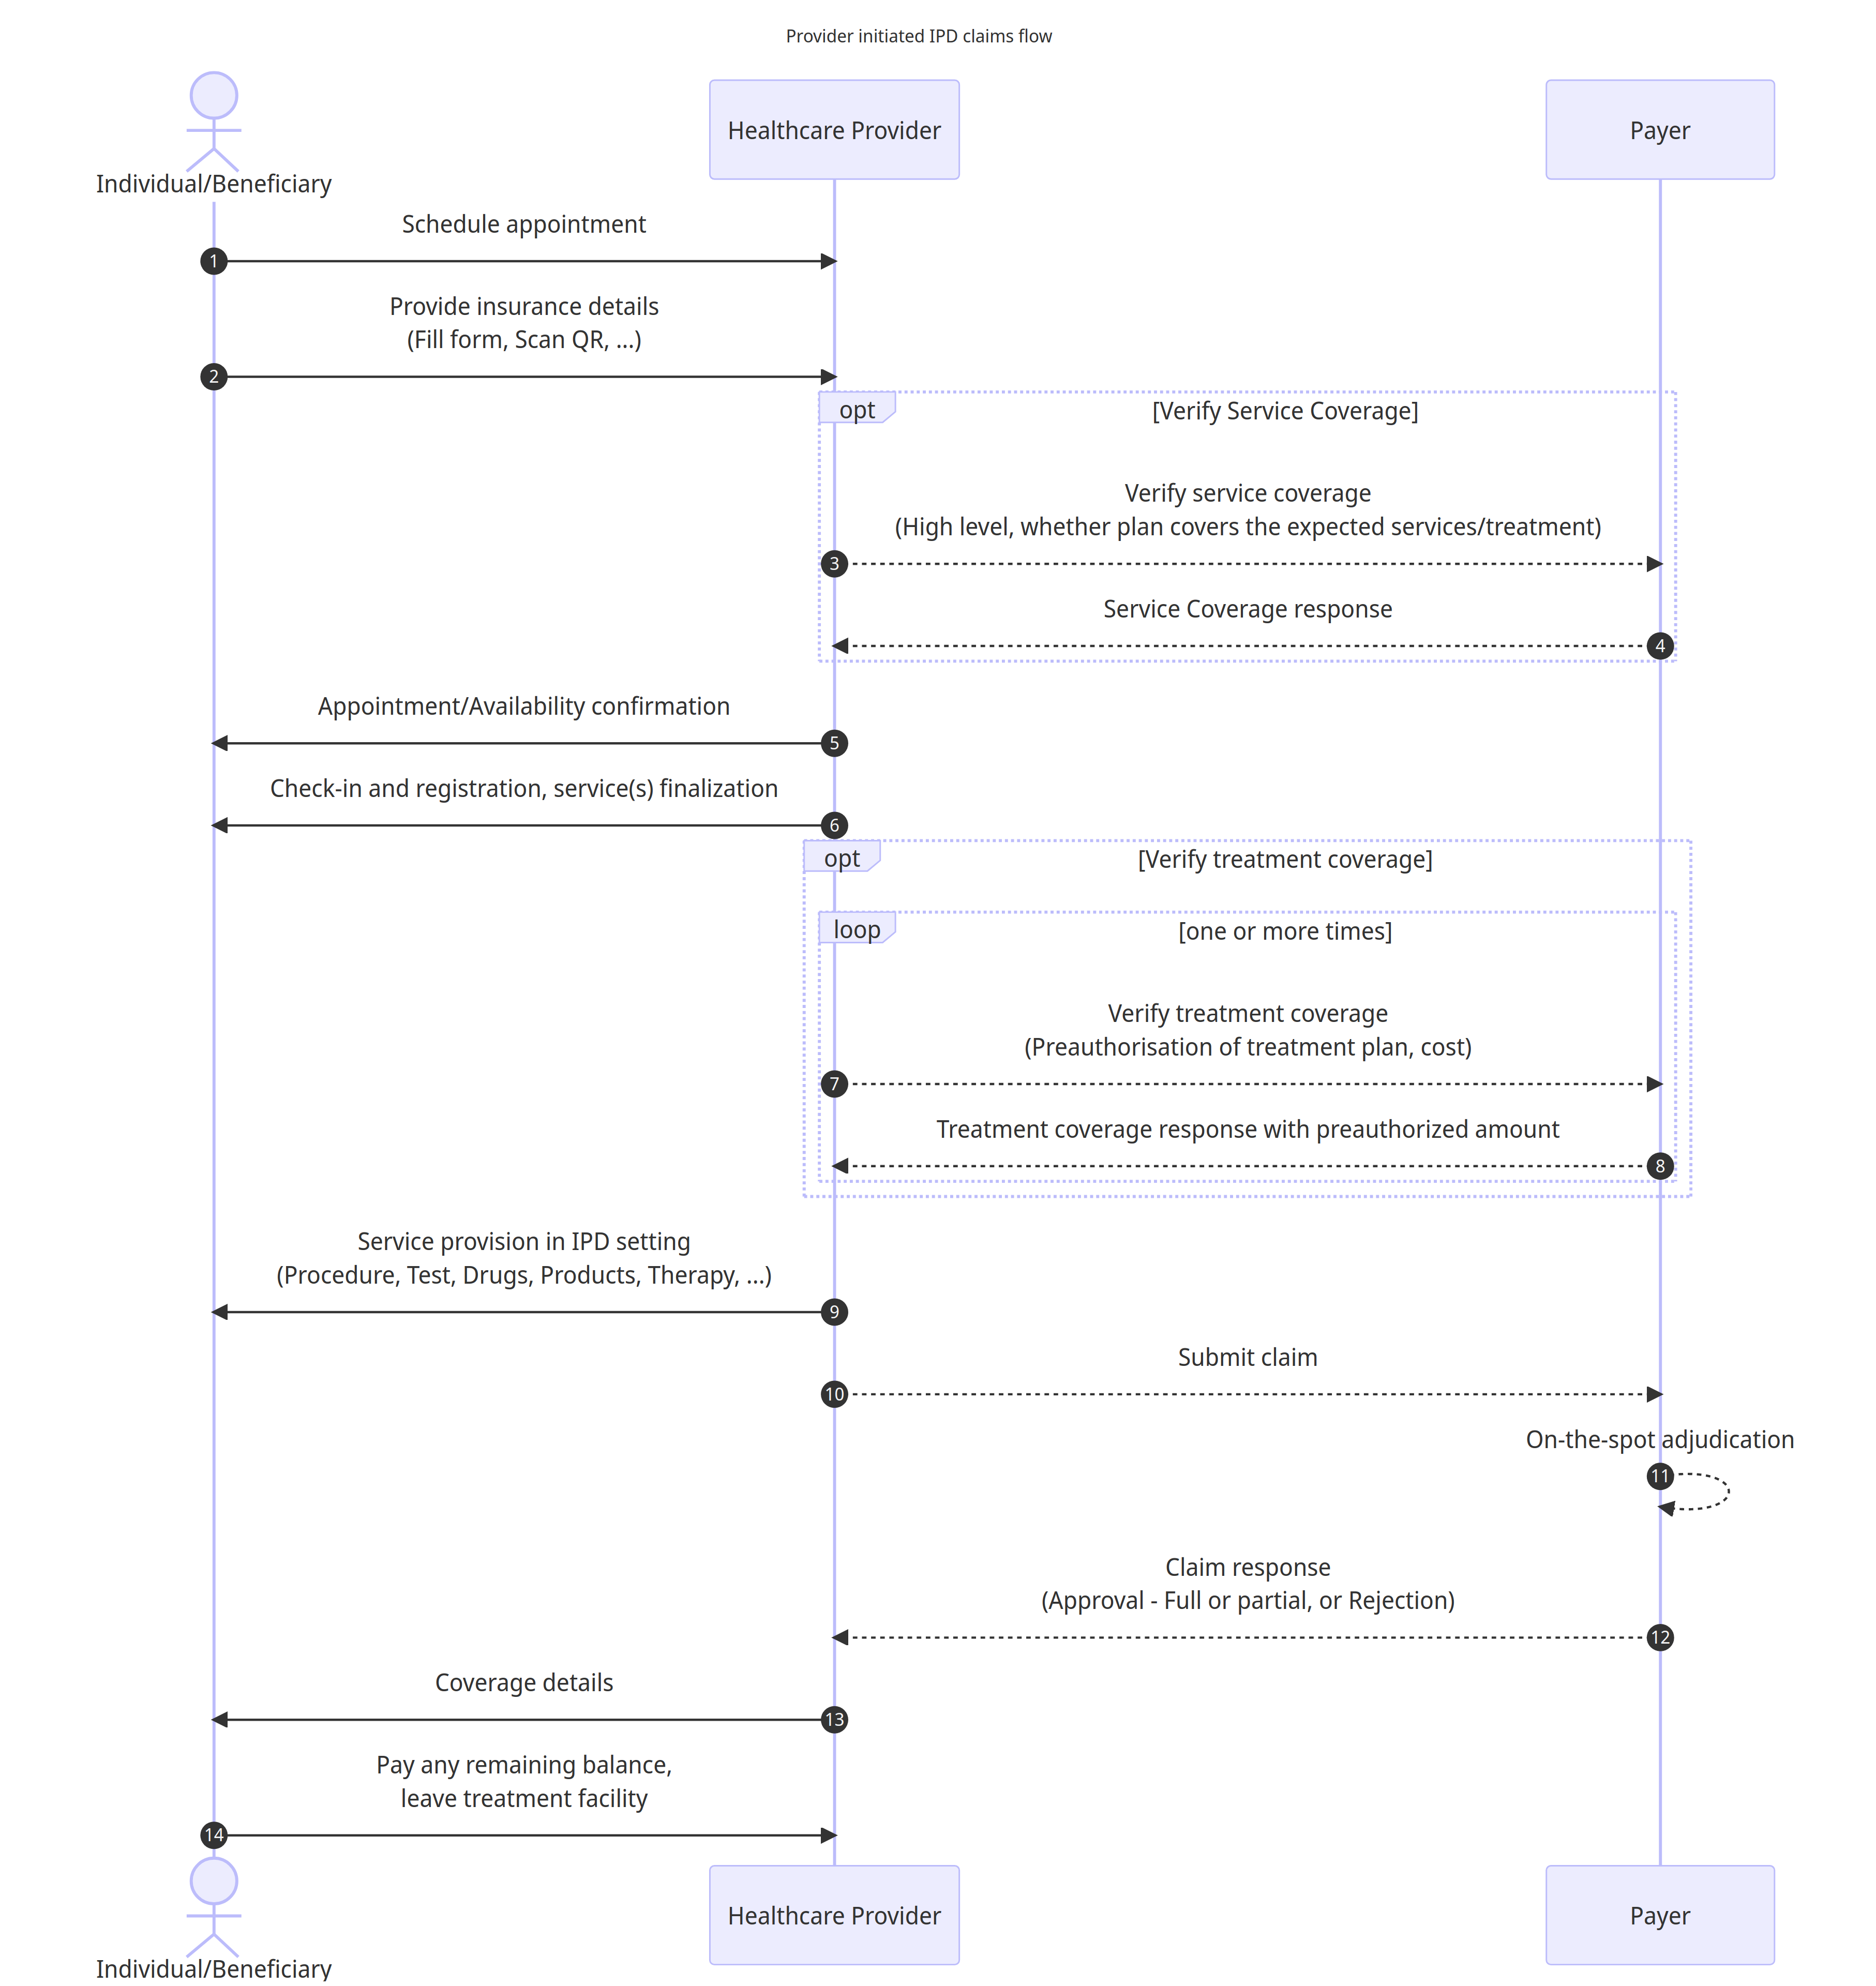 Provider initiated IPD claims flow
Individual/Beneficiary
Healthcare Provider
Payer
Schedule appointment
1
Provide insurance details
(Fill form, Scan QR, ...)
2
opt
[Verify Service Coverage]
Verify service coverage
(High level, whether plan covers the expected services/treatment)
3
Service Coverage response
4
Appointment/Availability confirmation
5
Check-in and registration, service(s) finalization
6
opt
[Verify treatment coverage]
loop
[one or more times]
Verify treatment coverage
(Preauthorisation of treatment plan, cost)
7
Treatment coverage response with preauthorized amount
8
Service provision in IPD setting
(Procedure, Test, Drugs, Products, Therapy, ...)
9
Submit claim
10
On-the-spot adjudication
11
Claim response
(Approval - Full or partial, or Rejection)
12
Coverage details
13
Pay any remaining balance,
leave treatment facility
14
Individual/Beneficiary
Healthcare Provider
Payer